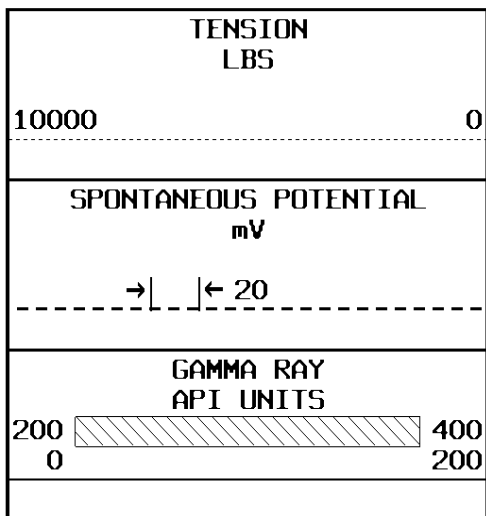 TENSION
LBS
10000 0
SPONTANEOUS POTENTIAL
mV
→| |← 20
GAMMA RAY
API UNITS
200 400
0 200